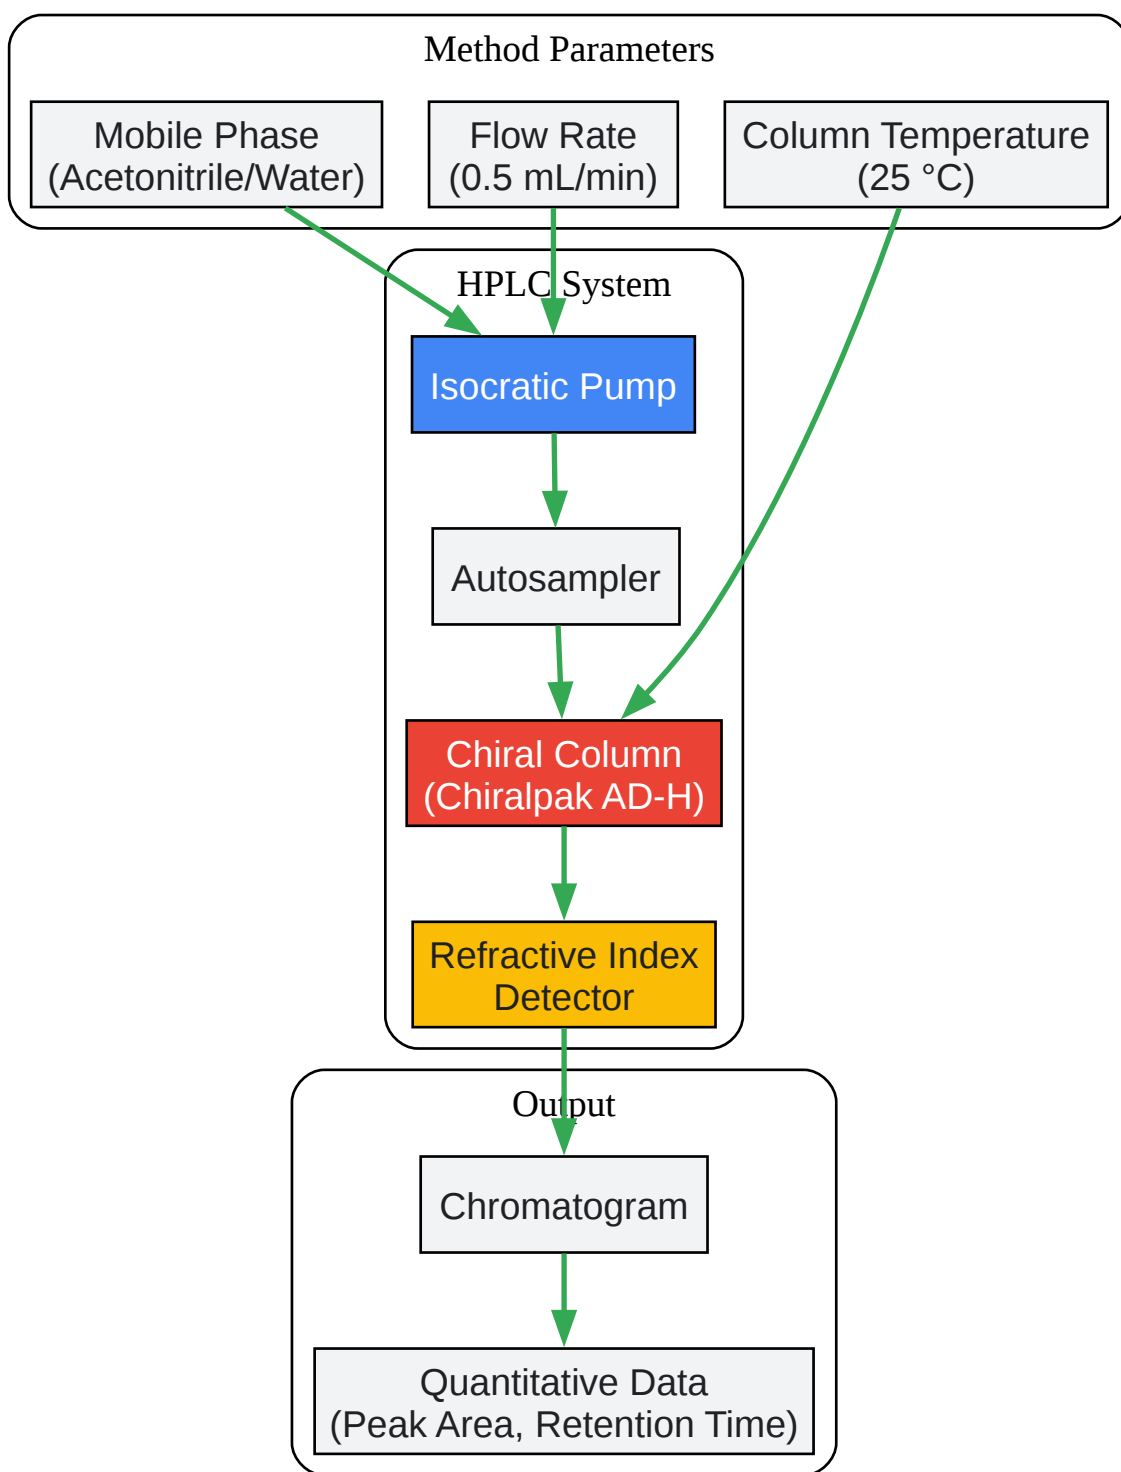 Method Parameters
Mobile Phase
(Acetonitrile/Water)
Flow Rate
(0.5 mL/min)
Column Temperature
(25 °C)
HPLC System
Isocratic Pump
Autosampler
Chiral Column
(Chiralpak AD-H)
Refractive Index
Detector
Output
Chromatogram
Quantitative Data
(Peak Area, Retention Time)